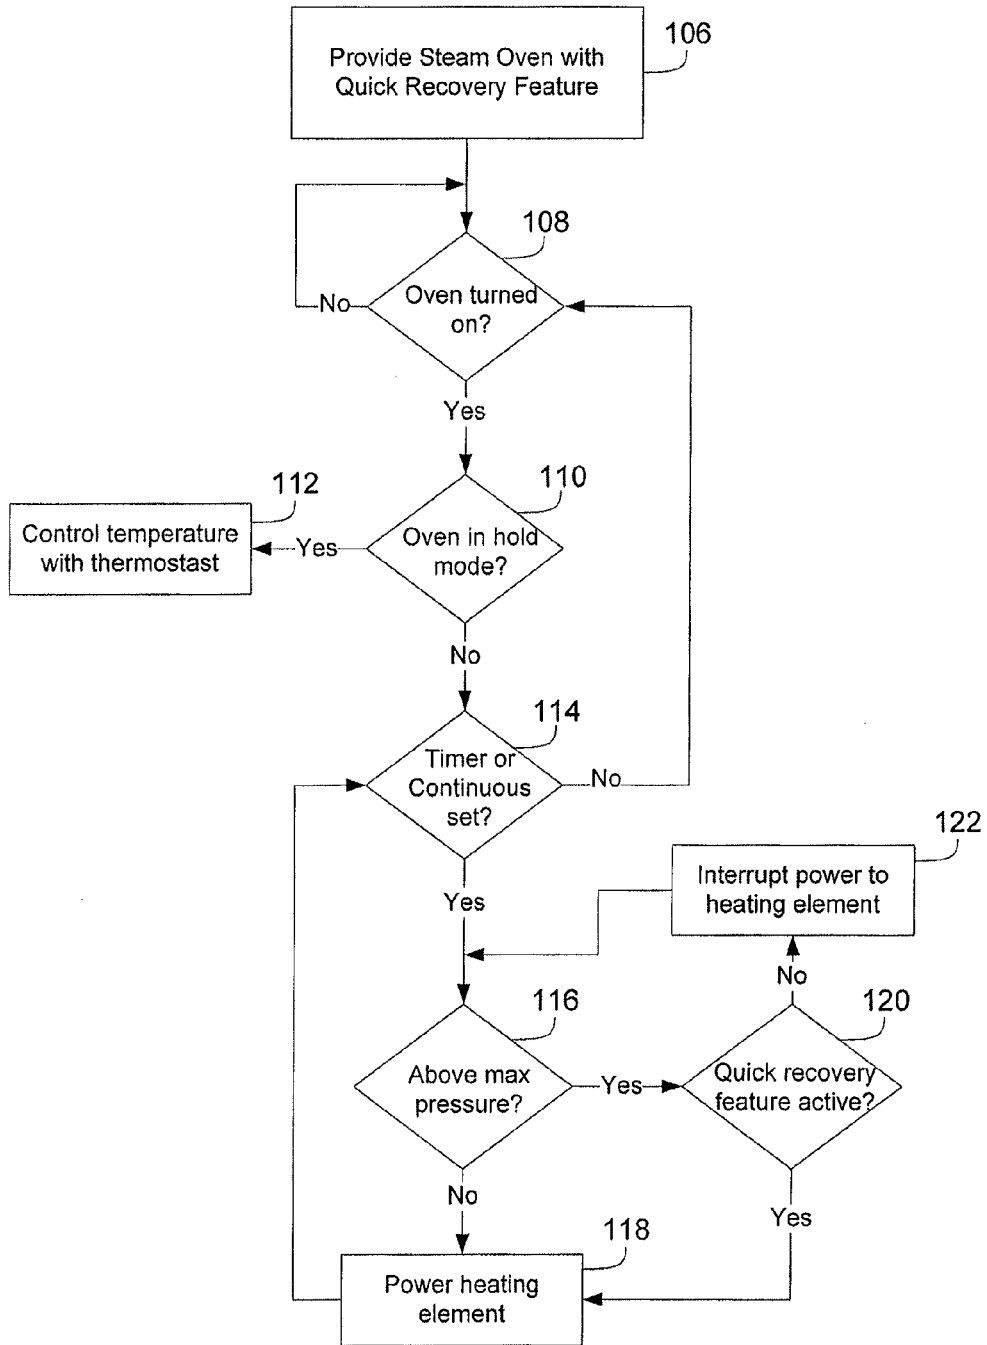 Provide Steam Oven with
Quick Recovery Feature
106
108
Oven turned
on?
No
Yes
110
Oven in hold
mode?
Yes
112
Control temperature
with thermostast
No
114
Timer or
Continuous
set?
No
Yes
122
Interrupt power to
heating element
No
116
Above max
pressure?
Yes
120
Quick recovery
feature active?
No
Yes
118
Power heating
element